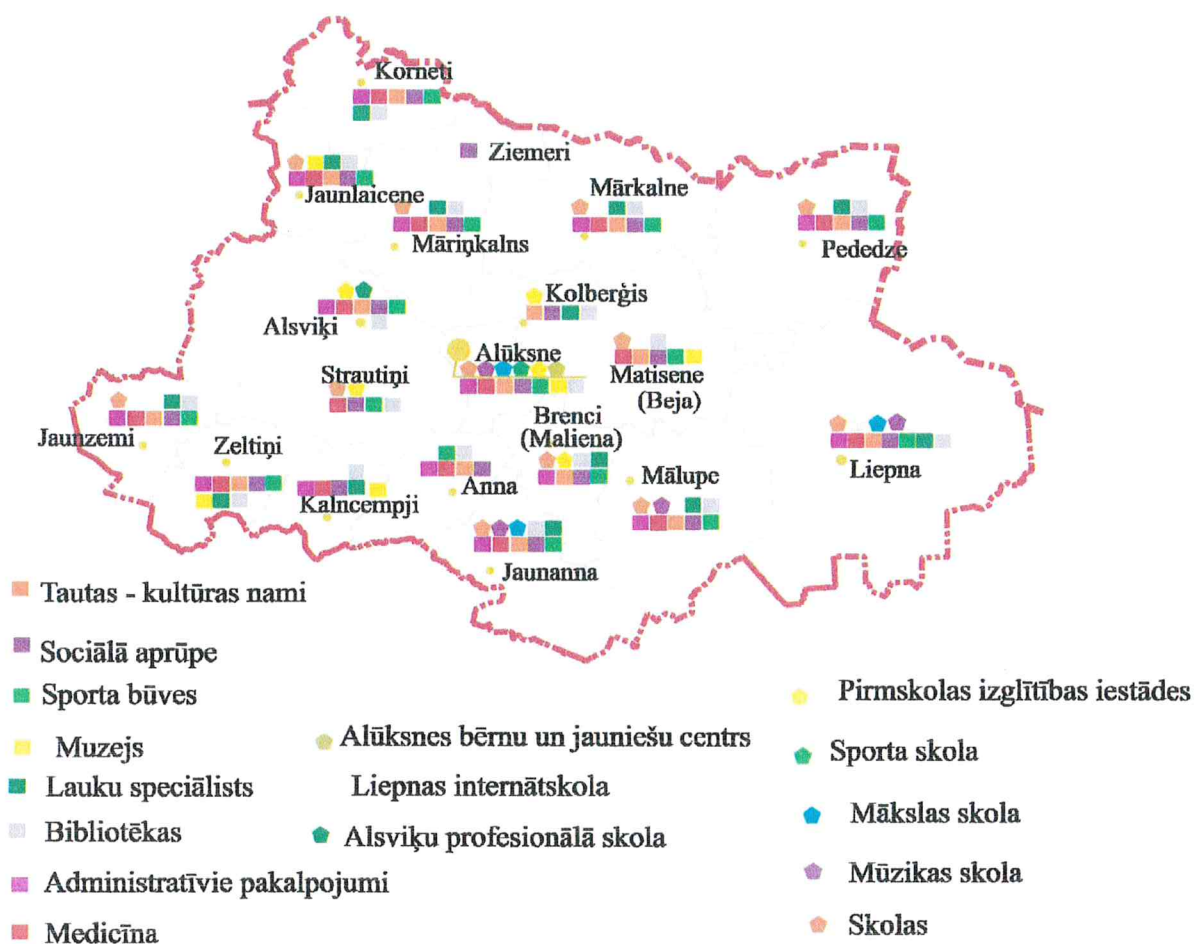 Korneti
Ziemeri
Jaunlaicene
Mārkalne
Māriņkalns
Pededze
Kolberģis
Alsviķi
Alūksne
Strautiņi
Matisene
(Beja)
Brenci
(Maliena)
Jaunzemi
Zeltiņi
Liepna
Mālupe
Anna
Kalncempji
Jaunanna
Tautas - kultūras nami
Sociālā aprūpe
Sporta būves
Muzejs
Lauku speciālists
Bibliotēkas
Administratīvie pakalpojumi
Medicīna
Alūksnes bērnu un jauniešu centrs
Liepnas internātskola
Alsviķu profesionālā skola
Pirmskolas izglītības iestādes
Sporta skola
Mākslas skola
Mūzikas skola
Skolas